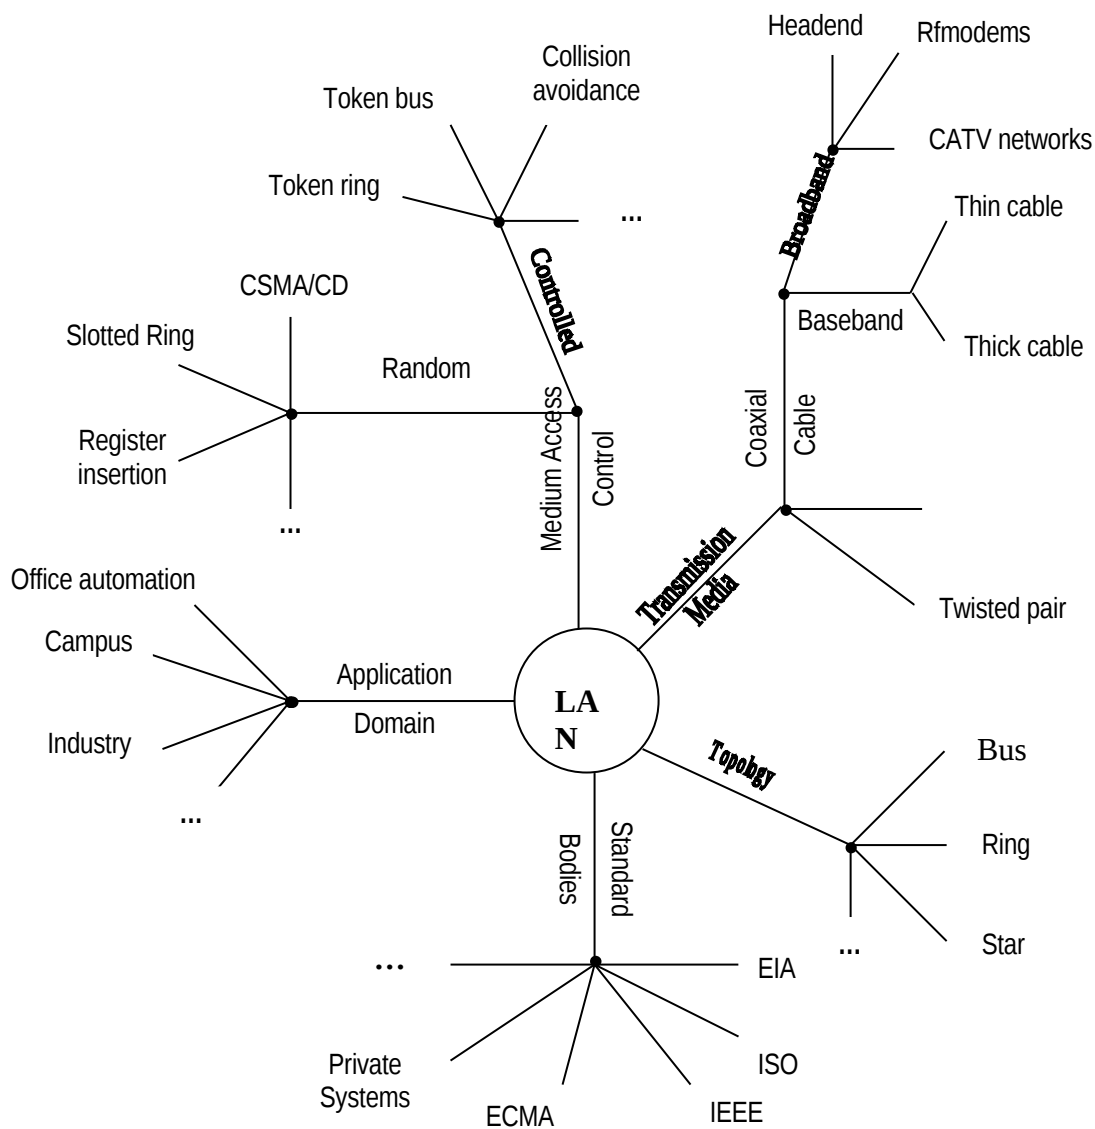 Headend
Rfmodems
Collision
avoidance
Token bus
CATV networks
Broadband
Token ring
...
Thin cable
Controlled
CSMA/CD
Baseband
Slotted Ring
Thick cable
Random
Medium Access
Control
Coaxial
Cable
Register
insertion
...
Transmission
Media
Office automation
Twisted pair
Campus
Application
Domain
LA
N
Industry
Topology
Bus
...
Standard
Bodies
Ring
Star
...
...
EIA
Private
Systems
ISO
ECMA
IEEE